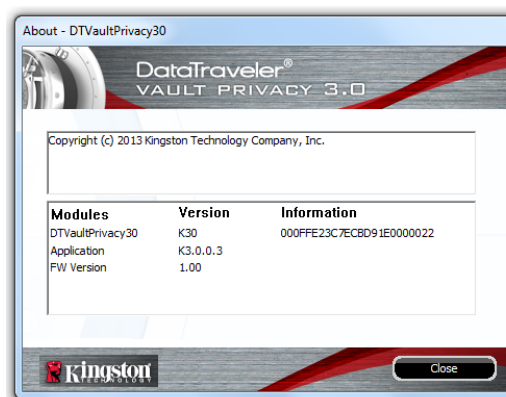 About - DTVaultPrivacy30
DataTraveler®
VAULT PRIVACY 3.0
Copyright (c) 2013 Kingston Technology Company, Inc.
Modules Version Information
DTVaultPrivacy30 K30 000FFE23C7ECBD91E0000022
Application K3.0.0.3
FW Version 1.00
Kingston
TECHNOLOGY
Close